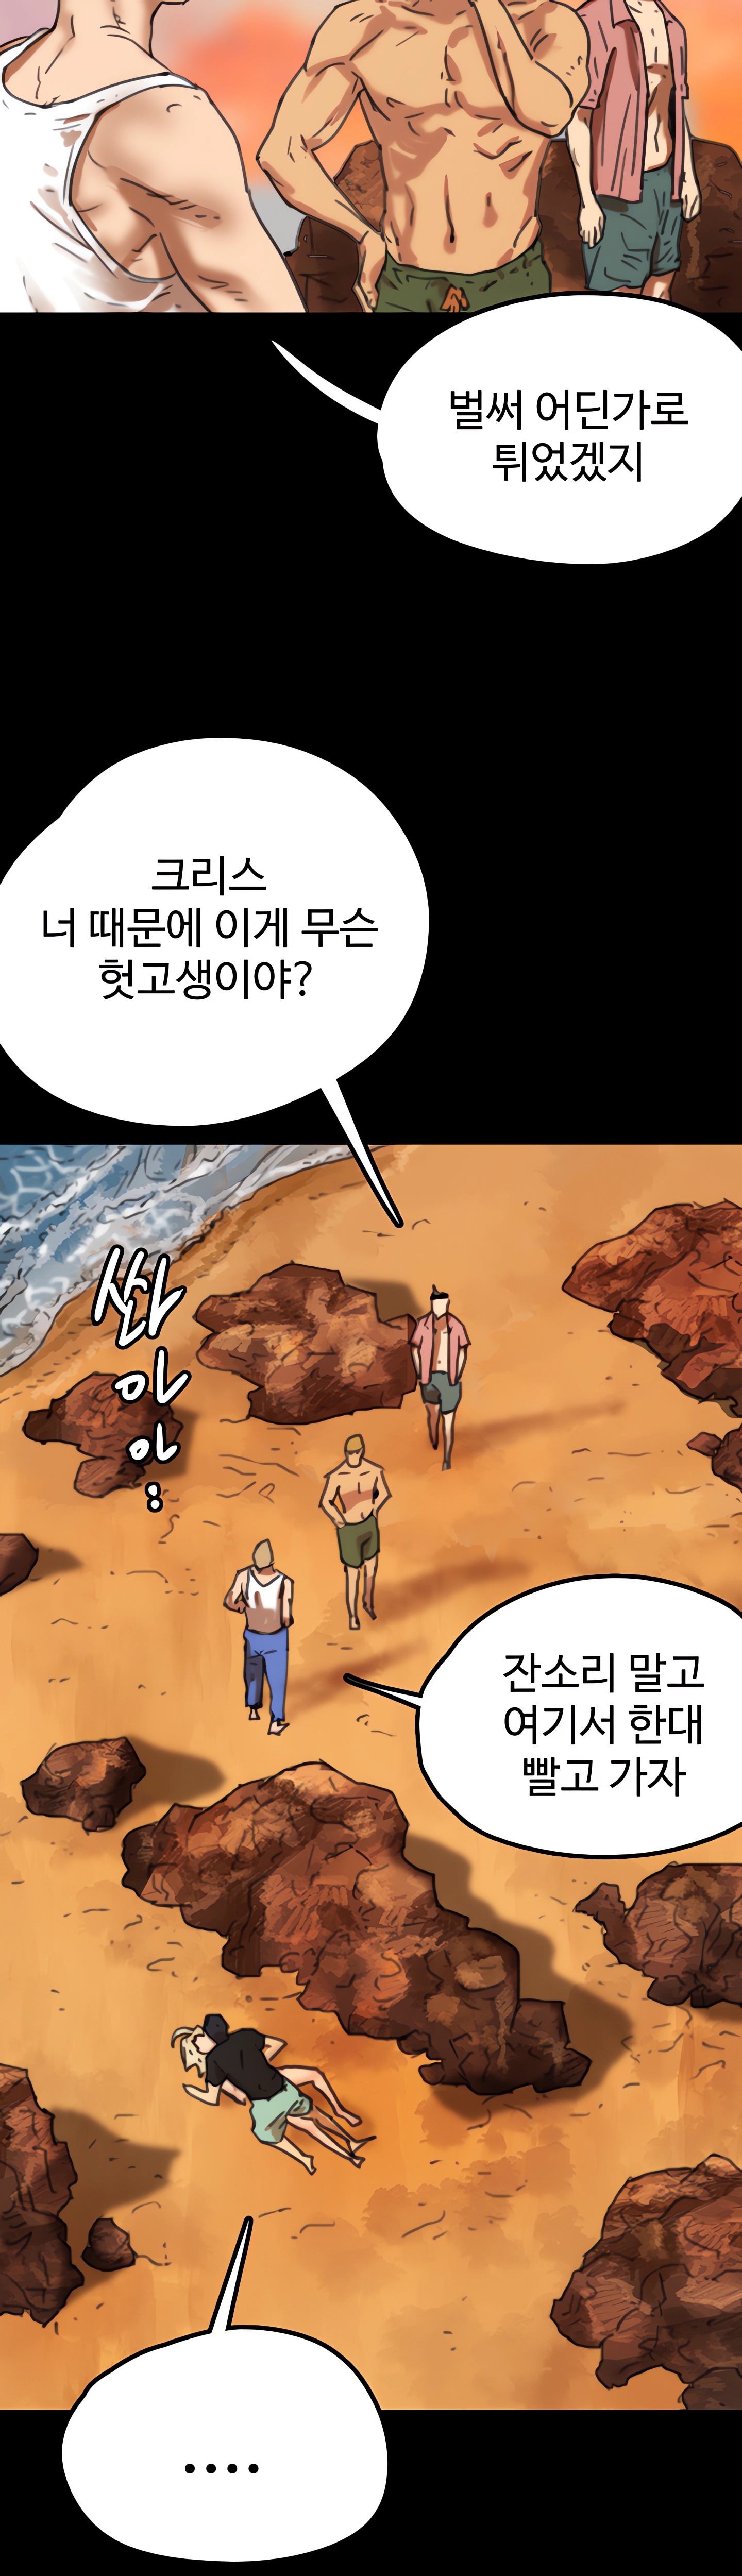 벌써 어딘가로
튀었겠지
크리스
너 때문에 이게 무슨
헛고생이야?
쏴
아
아
:
잔소리 말고
여기서 한대
빨고 가자
....